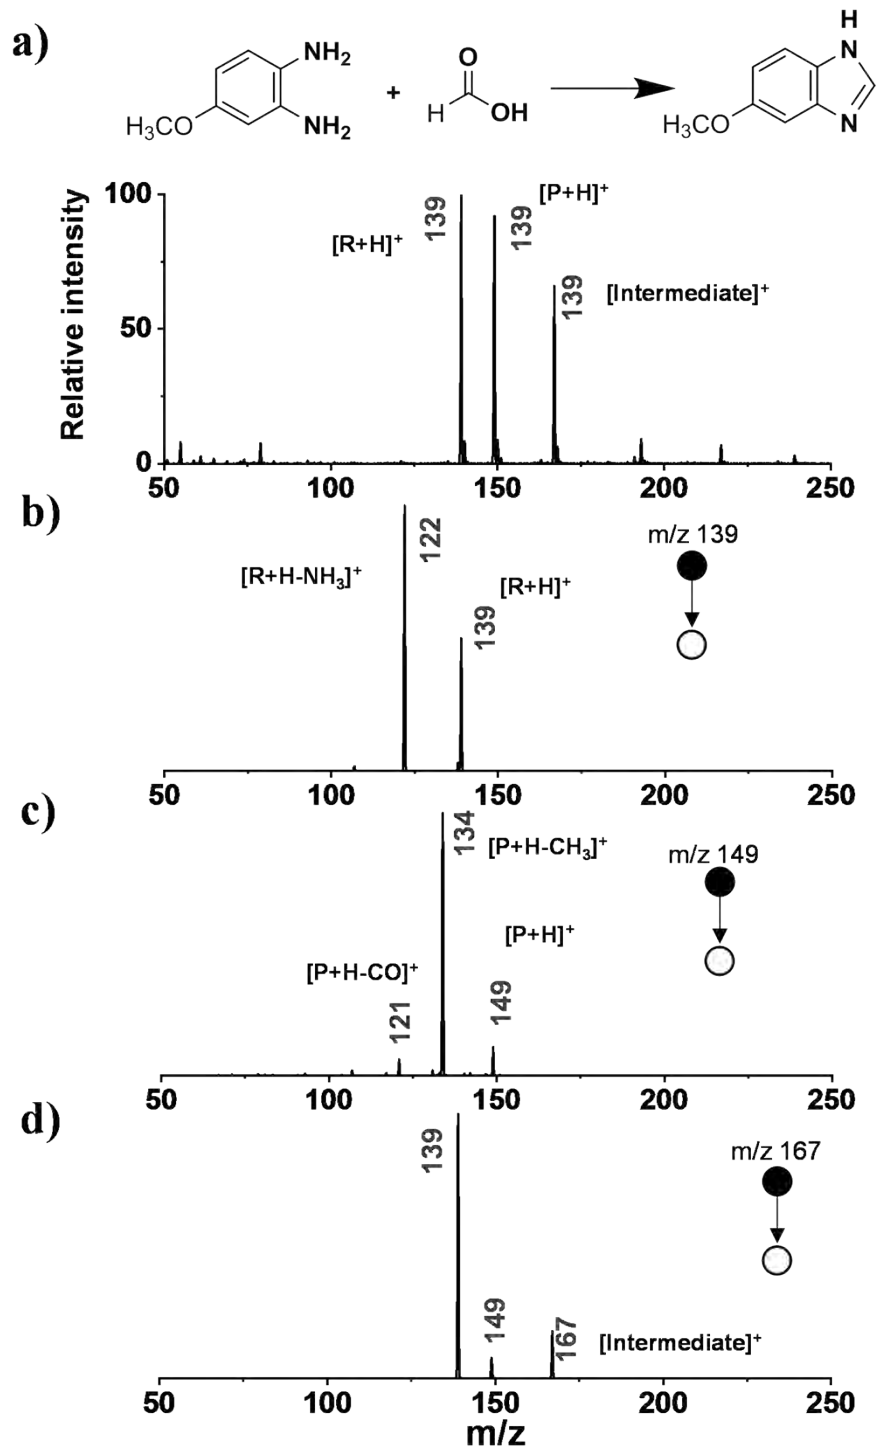 a)
NH₂
NH₂
H₃CO
+
O
H
OH
H
N
N
H₃CO
Relative intensity
100
50
0
139
[R+H]⁺
139
[P+H]⁺
139
[Intermediate]⁺
50 100 150 200 250
b)
122
[R+H-NH₃]⁺
139
[R+H]⁺
m/z 139
50 100 150 200 250
c)
134
[P+H-CH₃]⁺
m/z 149
[P+H]⁺
149
[P+H-CO]⁺
121
50 100 150 200 250
d)
139
m/z 167
149
167
[Intermediate]⁺
50 100 150 200 250
m/z